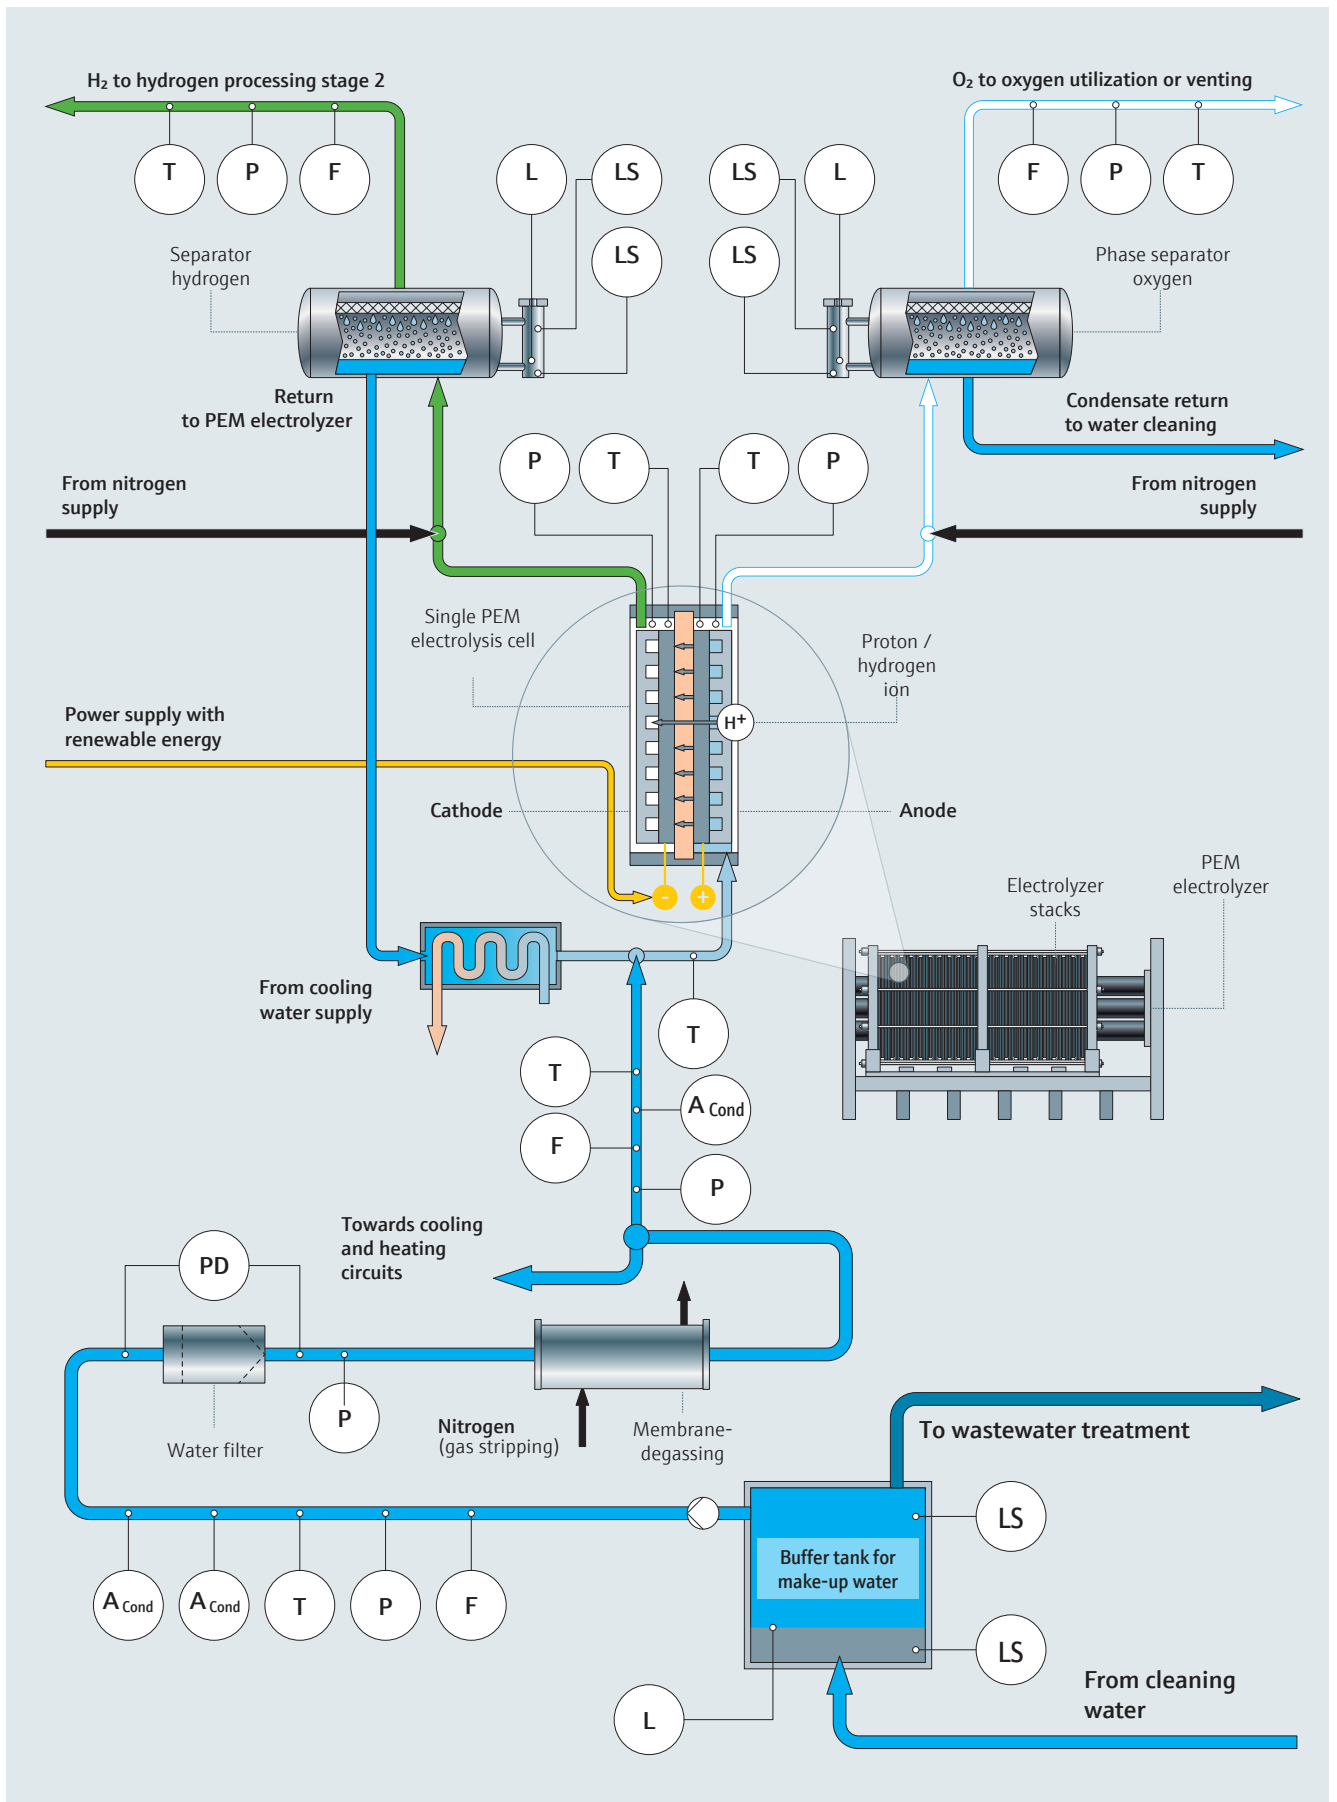 H₂ to hydrogen processing stage 2
O₂ to oxygen utilization or venting
T
P
F
L
LS
LS
L
F
P
T
LS
LS
Separator
hydrogen
Phase separator
oxygen
Return
to PEM electrolyzer
Condensate return
to water cleaning
P
T
T
P
From nitrogen
supply
From nitrogen
supply
Single PEM
electrolysis cell
Proton /
hydrogen
ion
Power supply with
renewable energy
H+
Cathode
Anode
-
+
PEM
electrolyzer
Electrolyzer
stacks
From cooling
water supply
T
T
A Cond
F
P
Towards cooling
and heating
circuits
PD
P
Nitrogen
(gas stripping)
Membrane-
degassing
Water filter
To wastewater treatment
LS
Buffer tank for
make-up water
A Cond
A Cond
T
P
F
LS
From cleaning
water
L